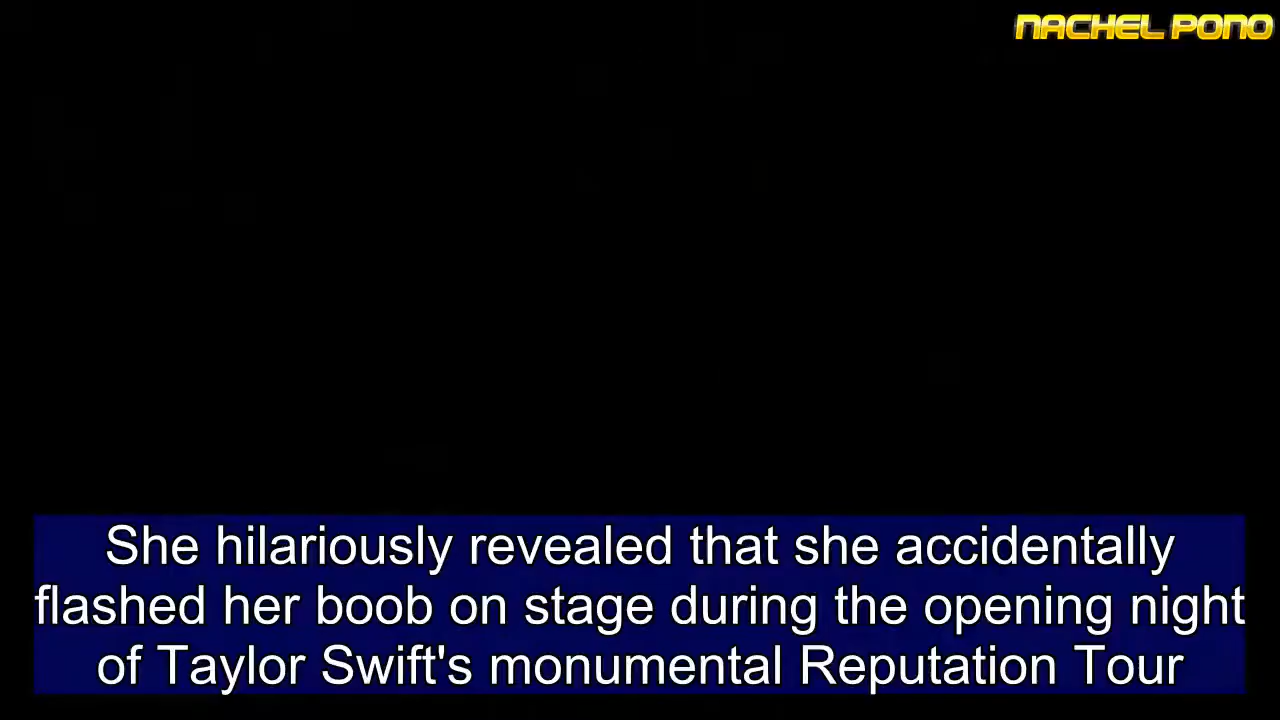 NACHEL PONO
She hilariously revealed that she accidentally
flashed her boob on stage during the opening night
of Taylor Swift's monumental Reputation Tour